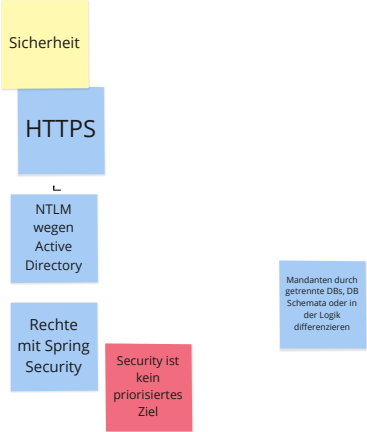 Sicherheit
HTTPS
NTLM
wegen
Active
Directory
Rechte
mit Spring
Security
Security ist
kein
priorisiertes
Ziel
Mandanten durch
getrennte DBs, DB
Schemata oder in
der Logik
differenzieren